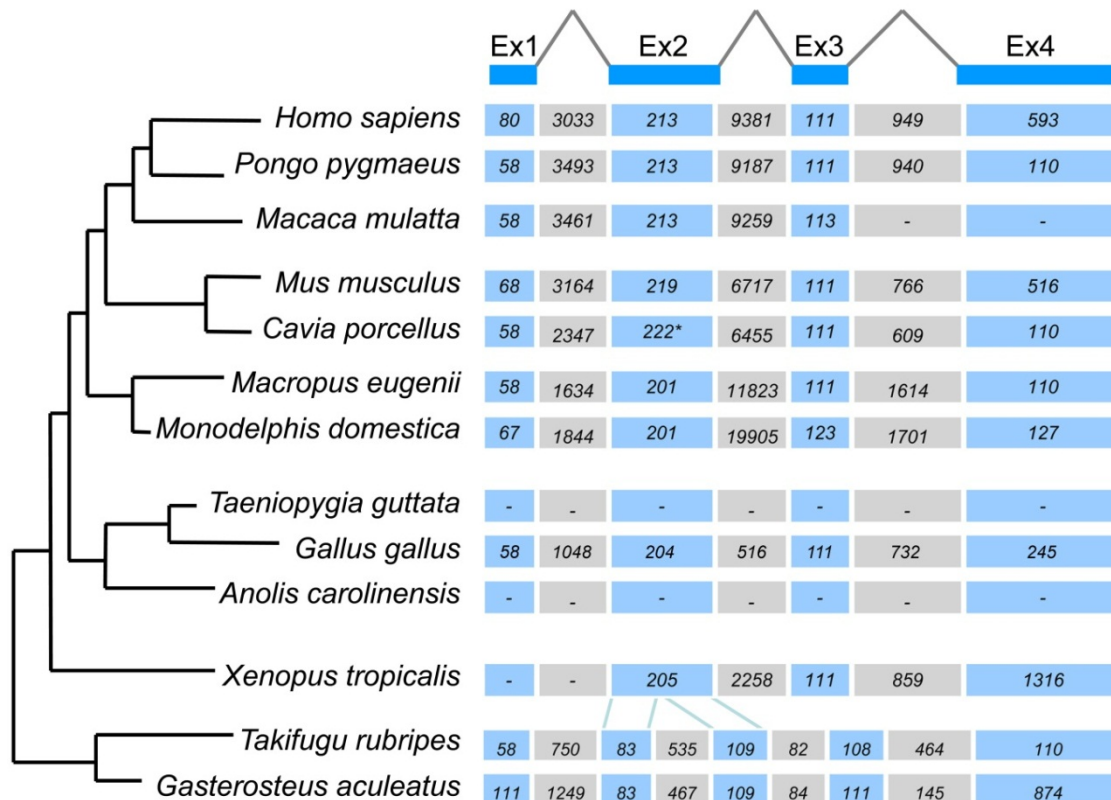 Ex1 Ex2 Ex3 Ex4
Homo sapiens 80 3033 213 9381 111 949 593
Pongo pygmaeus 58 3493 213 9187 111 940 110
Macaca mulatta 58 3461 213 9259 113 - -
Mus musculus 68 3164 219 6717 111 766 516
Cavia porcellus 58 2347 222* 6455 111 609 110
Macropus eugenii 58 1634 201 11823 111 1614 110
Monodelphis domestica 67 1844 201 19905 123 1701 127
Taeniopygia guttata - - - - - - -
Gallus gallus 58 1048 204 516 111 732 245
Anolis carolinensis - - - - - - -
Xenopus tropicalis - - 205 2258 111 859 1316
Takifugu rubripes 58 750 83 535 109 82 108 464 110
Gasterosteus aculeatus 111 1249 83 467 109 84 111 145 874